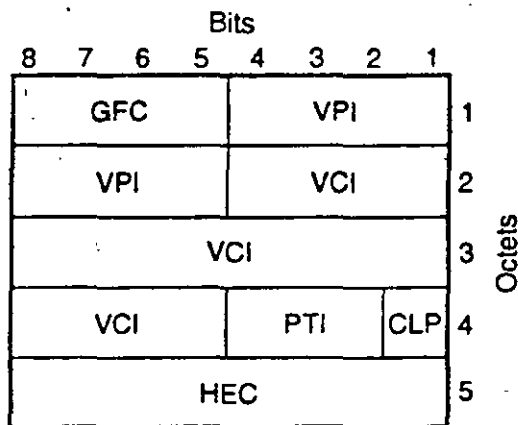 Bits
8 7 6 5 4 3 2 1
GFC VPI 1
VPI VCI 2
VCI 3
VCI PTI CLP 4
HEC 5
Octets